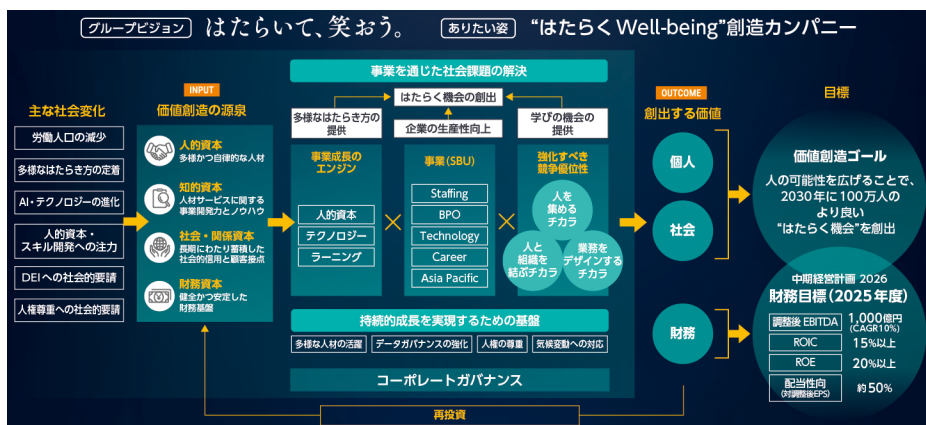 グループビジョン はたらいて、笑おう。 ありたい姿 “はたらくWell-being”創造カンパニー
主な社会変化
労働人口の減少
多様なはたらき方の定着
AI・テクノロジーの進化
人的資本・
スキル開発への注力
DEIへの社会的要請
人権尊重への社会的要請
INPUT
価値創造の源泉
人的資本
多様かつ自律的な人材
知的資本
人材サービスに関する
事業開発力とノウハウ
社会・関係資本
長期にわたり蓄積した
社会的信用と顧客接点
財務資本
健全かつ安定した
財務基盤
事業を通じた社会課題の解決
はたらく機会の創出
多様なはたらき方の
提供
企業の生産性向上
学びの機会の
提供
事業成長の
エンジン
人的資本
テクノロジー
ラーニング
事業(SBU)
Staffing
BPO
Technology
Career
Asia Pacific
強化すべき
競争優位性
人を
集める
チカラ
人と
組織を
結ぶチカラ
業務を
デザインする
チカラ
持続的成長を実現するための基盤
多様な人材の活躍 データガバナンスの強化 人権の尊重 気候変動への対応
コーポレートガバナンス
再投資
OUTCOME
創出する価値
個人
社会
財務
目標
価値創造ゴール
人の可能性を広げることで、
2030年に100万人の
より良い
“はたらく機会”を創出
中期経営計画 2026
財務目標(2025年度)
調整後 EBITDA 1,000億円
(CAGR10%)
ROIC 15%以上
ROE 20%以上
配当性向
(対調整後EPS) 約50%